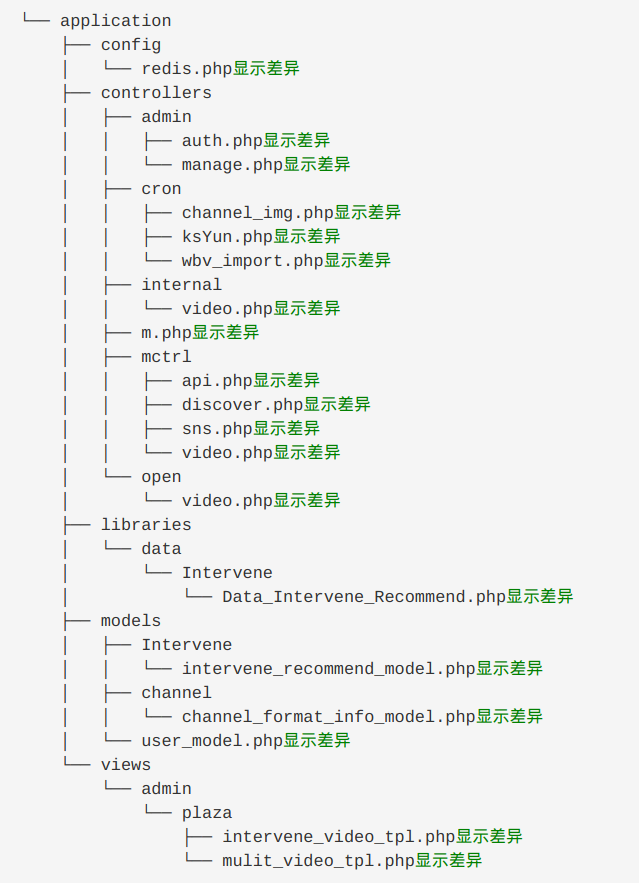 └── application
    ├── config
    │   └── redis.php显示差异
    ├── controllers
    │   ├── admin
    │   │   ├── auth.php显示差异
    │   │   └── manage.php显示差异
    │   ├── cron
    │   │   ├── channel_img.php显示差异
    │   │   ├── ksYun.php显示差异
    │   │   └── wbv_import.php显示差异
    │   ├── internal
    │   │   └── video.php显示差异
    │   ├── m.php显示差异
    │   ├── mctrl
    │   │   ├── api.php显示差异
    │   │   ├── discover.php显示差异
    │   │   ├── sns.php显示差异
    │   │   └── video.php显示差异
    │   └── open
    │       └── video.php显示差异
    ├── libraries
    │   └── data
    │       └── Intervene
    │           └── Data_Intervene_Recommend.php显示差异
    ├── models
    │   ├── Intervene
    │   │   └── intervene_recommend_model.php显示差异
    │   ├── channel
    │   │   └── channel_format_info_model.php显示差异
    │   └── user_model.php显示差异
    └── views
        └── admin
            └── plaza
                ├── intervene_video_tpl.php显示差异
                └── mulit_video_tpl.php显示差异